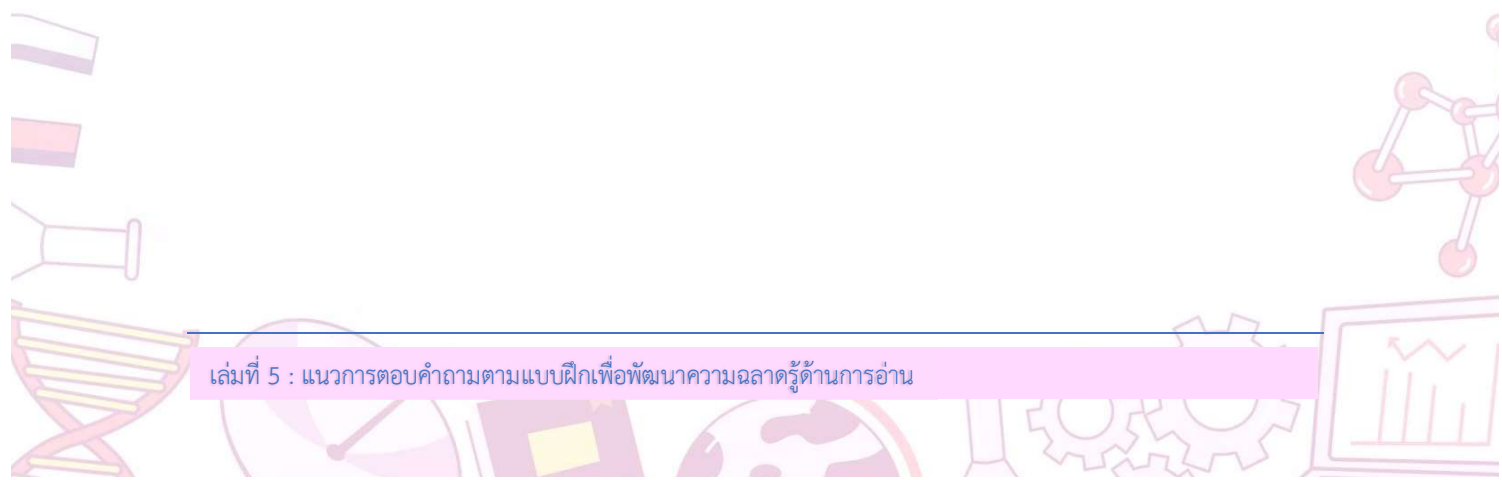 เล่มที่ 5 : แนวการตอบคำถามตามแบบฝึกเพื่อพัฒนาความฉลาดรู้ด้านการอ่าน